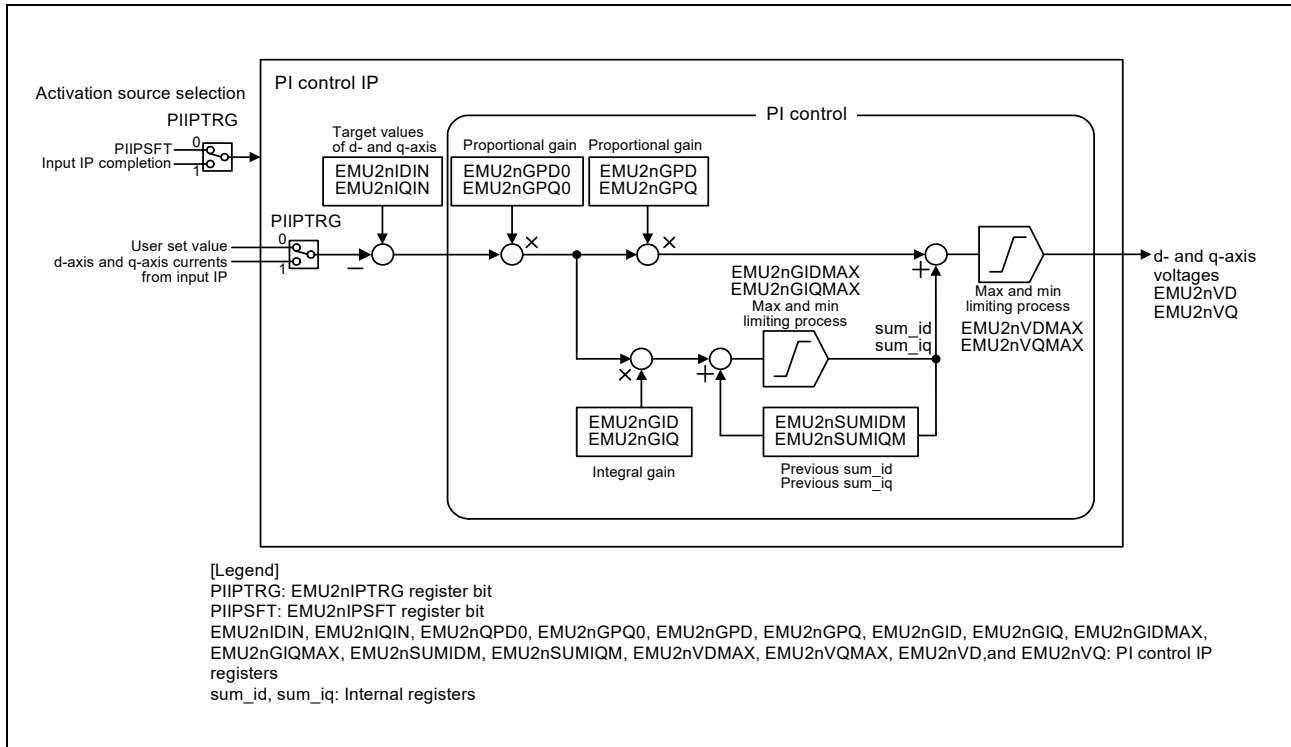 PI control IP
Activation source selection
PIIPTRG
PI control
0
PIIPSFT
Input IP completion
1
Target values
of d- and q-axis
EMU2nIDIN
EMU2nIQIN
Proportional gain
EMU2nGPD0
EMU2nGPQ0
Proportional gain
EMU2nGPD
EMU2nGPQ
PIIPTRG
User set value
0
d-axis and q-axis currents
from input IP
1
−
×
×
+
d- and q-axis
voltages
EMU2nVD
EMU2nVQ
EMU2nGIDMAX
EMU2nGIQMAX
Max and min
limiting process
sum_id
sum_iq
Max and min
limiting process
EMU2nVDMAX
EMU2nVQMAX
×
+
EMU2nGID
EMU2nGIQ
Integral gain
EMU2nSUMIDM
EMU2nSUMIQM
Previous sum_id
Previous sum_iq
[Legend]
PIIPTRG: EMU2nIPTRG register bit
PIIPSFT: EMU2nIPSFT register bit
EMU2nIDIN, EMU2nIQIN, EMU2nQPD0, EMU2nGPQ0, EMU2nGPD, EMU2nGPQ, EMU2nGID, EMU2nGIQ, EMU2nGIDMAX,
EMU2nGIQMAX, EMU2nSUMIDM, EMU2nSUMIQM, EMU2nVDMAX, EMU2nVQMAX, EMU2nVD,and EMU2nVQ: PI control IP
registers
sum_id, sum_iq: Internal registers